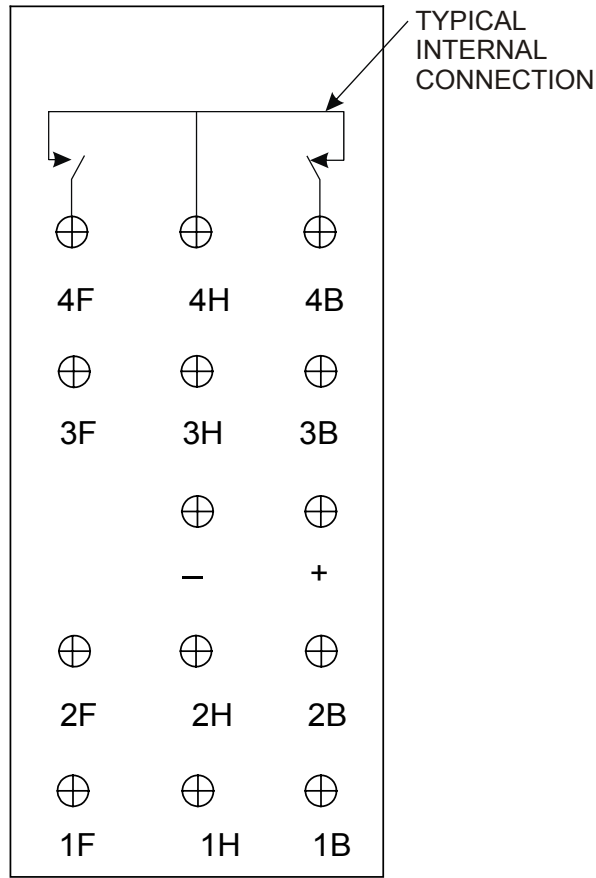 TYPICAL
INTERNAL
CONNECTION
4F 4H 4B
3F 3H 3B
– +
2F 2H 2B
1F 1H 1B